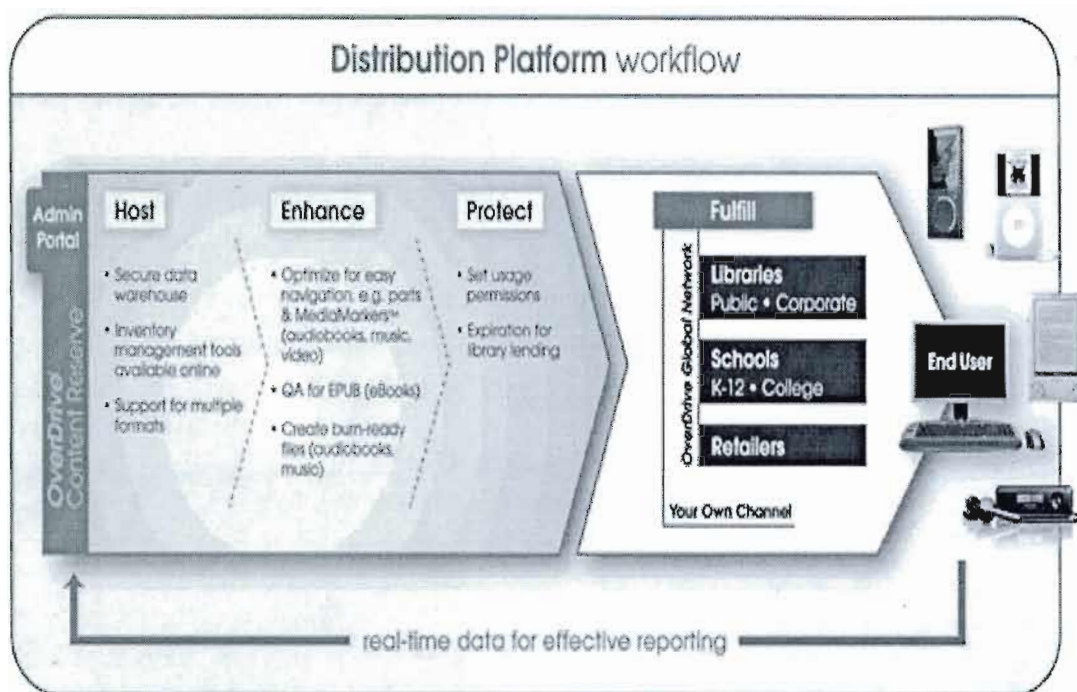 Distribution Platform workflow
Admin
Portal
OverDrive
Content Reserve
Host
• Secure data
warehouse
• Inventory
management tools
available online
• Support for multiple
formats
Enhance
• Optimize for easy
navigation; e.g. parts
& MediaMarkers™
(audiobooks, music,
video)
• QA for EPUB (eBooks)
• Create burn-ready
files (audiobooks,
music)
Protect
• Set usage
permissions
• Expiration for
library lending
Fulfill
OverDrive Global Network
Libraries
Public • Corporate
Schools
K-12 • College
Retailers
Your Own Channel
End User
real-time data for effective reporting